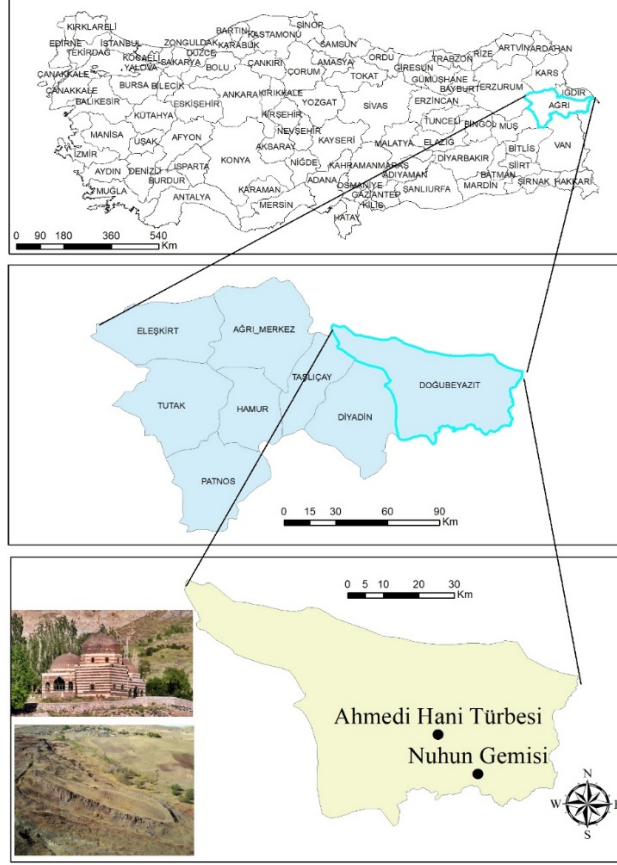 KIRKLARELİ
EDİRNE
TEKİRDAĞ
İSTANBUL
KOCAELİ
YALOVA
ÇANAKKALE
ÇANAKKALE
BALIKESİR
BURSA
BİLECİK
SAKARYA
ZONGULDAK
DÜZCE
BOLU
BARTIN
KARABÜK
KASTAMONU
SİNOP
ÇANKIRI
ÇORUM
SAMSUN
AMASYA
TOKAT
ORDU
GİRESUN
TRABZON
GÜMÜŞHANE
BAYBURT
RİZE
ARTVİN
ARDAHAN
KARS
IĞDIR
AĞRI
ERZURUM
ERZİNCAN
ANKARA
KIRIKKALE
YOZGAT
SİVAS
ESKİŞEHİR
KÜTAHYA
MANİSA
UŞAK
AFYON
KIRŞEHİR
NEVŞEHİR
KAYSERİ
AKSARAY
TUNCELİ
BİNGÖL
MUŞ
ELAZIĞ
MALATYA
BİTLİS
VAN
İZMİR
AYDIN
DENİZLİ
ISPARTA
BURDUR
MUĞLA
ANTALYA
KONYA
NİĞDE
KARAMAN
MERSİN
ADANA
KAHRAMANMARAŞ
OSMANİYE
GAZİANTEP
KİLİS
HATAY
ADIYAMAN
ŞANLIURFA
DİYARBAKIR
BATMAN
MARDİN
SİİRT
ŞIRNAK
HAKKARİ
0 90 180 360 540
Km
ELEŞKİRT
AĞRI_MERKEZ
TAŞLIÇAY
DOĞUBEYAZIT
TUTAK
HAMUR
DİYADİN
PATNOS
0 15 30 60 90
Km
0 5 10 20 30
Km
Ahmedi Hani Türbesi
Nuhun Gemisi
N
W E
S